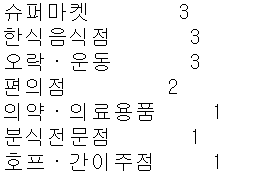 슈퍼마켓 3
한식음식점 3
오락·운동 3
편의점 2
의약·의료용품 1
분식전문점 1
호프·간이주점 1